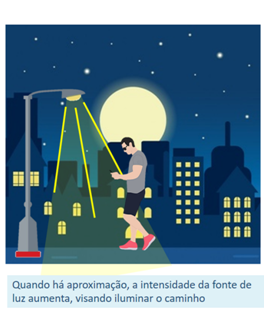 Quando há aproximação, a intensidade da fonte de
luz aumenta, visando iluminar o caminho